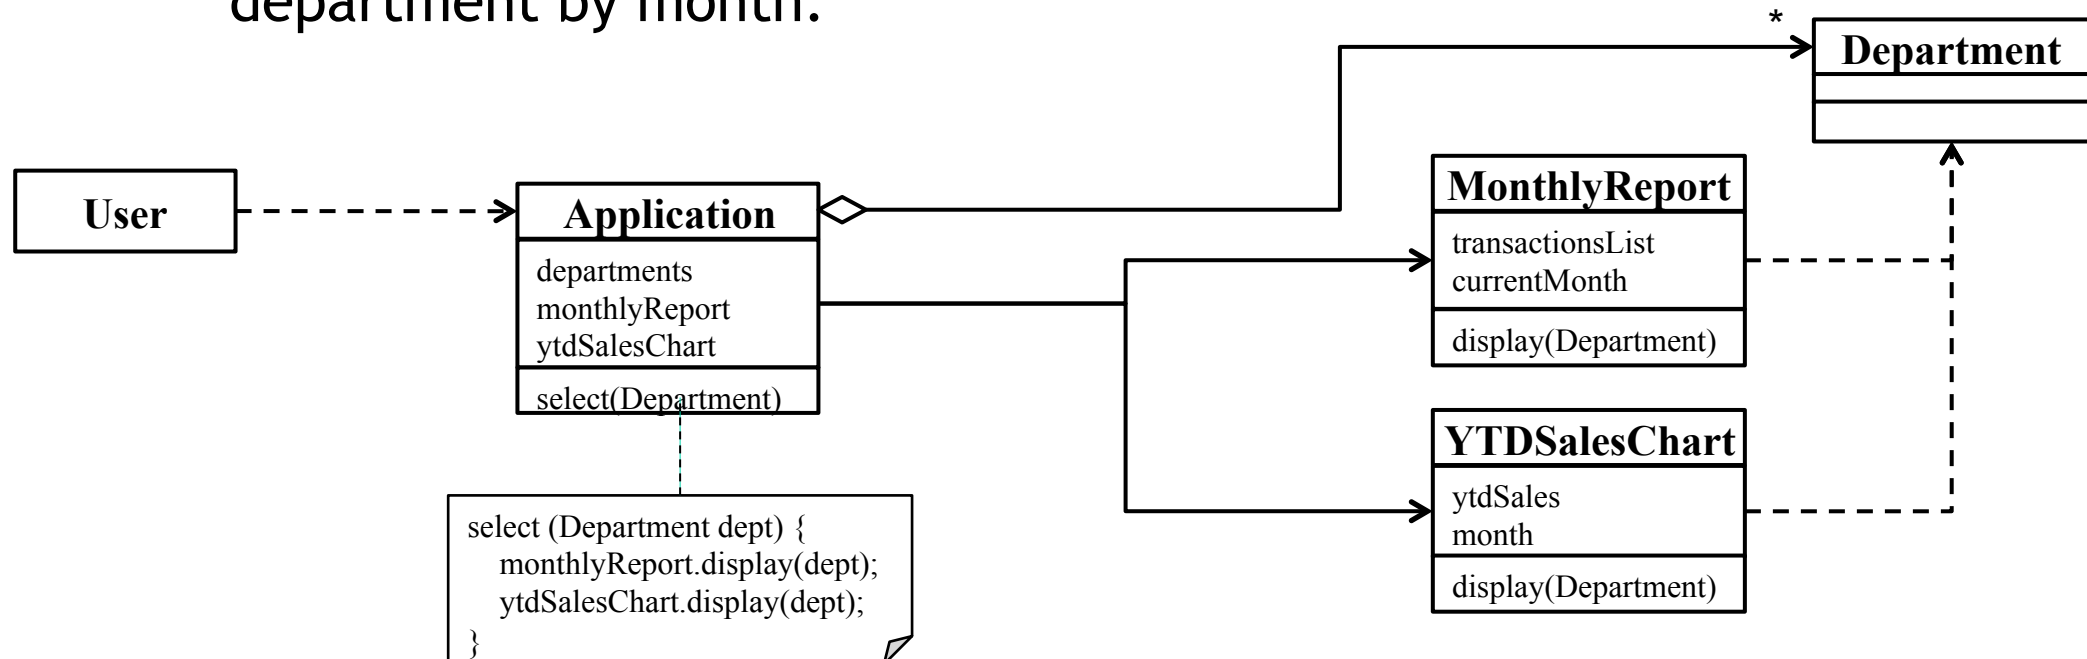 department by month.
*
Department
User
Application
departments
monthlyReport
ytdSalesChart
select(Department)
select (Department dept) {
monthlyReport.display(dept);
ytdSalesChart.display(dept);
}
MonthlyReport
transactionsList
currentMonth
display(Department)
YTDSalesChart
ytdSales
month
display(Department)